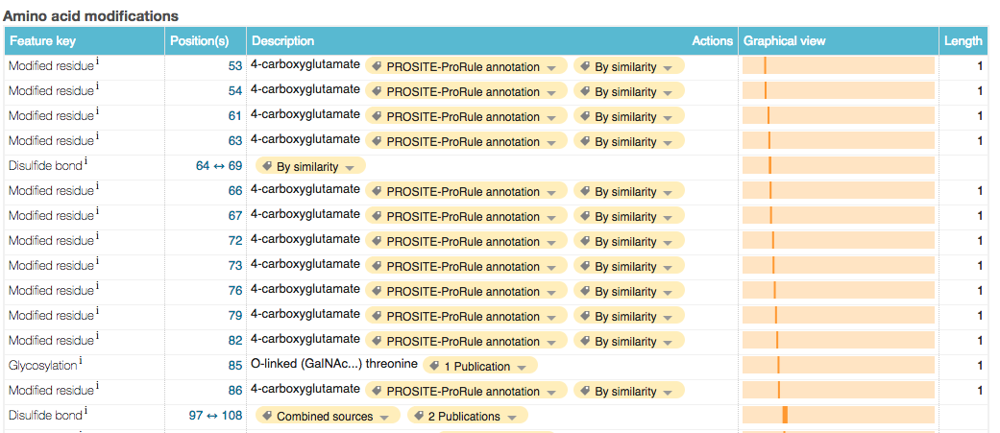 Amino acid modifications
Feature key Position(s) Description Actions Graphical view Length
Modified residue i 53 4-carboxyglutamate PROSITE-ProRule annotation By similarity 1
Modified residue i 54 4-carboxyglutamate PROSITE-ProRule annotation By similarity 1
Modified residue i 61 4-carboxyglutamate PROSITE-ProRule annotation By similarity 1
Modified residue i 63 4-carboxyglutamate PROSITE-ProRule annotation By similarity 1
Disulfide bond i 64 ↔ 69 By similarity
Modified residue i 66 4-carboxyglutamate PROSITE-ProRule annotation By similarity 1
Modified residue i 67 4-carboxyglutamate PROSITE-ProRule annotation By similarity 1
Modified residue i 72 4-carboxyglutamate PROSITE-ProRule annotation By similarity 1
Modified residue i 73 4-carboxyglutamate PROSITE-ProRule annotation By similarity 1
Modified residue i 76 4-carboxyglutamate PROSITE-ProRule annotation By similarity 1
Modified residue i 79 4-carboxyglutamate PROSITE-ProRule annotation By similarity 1
Modified residue i 82 4-carboxyglutamate PROSITE-ProRule annotation By similarity 1
Glycosylation i 85 O-linked (GalNAc...) threonine 1 Publication 1
Modified residue i 86 4-carboxyglutamate PROSITE-ProRule annotation By similarity 1
Disulfide bond i 97 ↔ 108 Combined sources 2 Publications